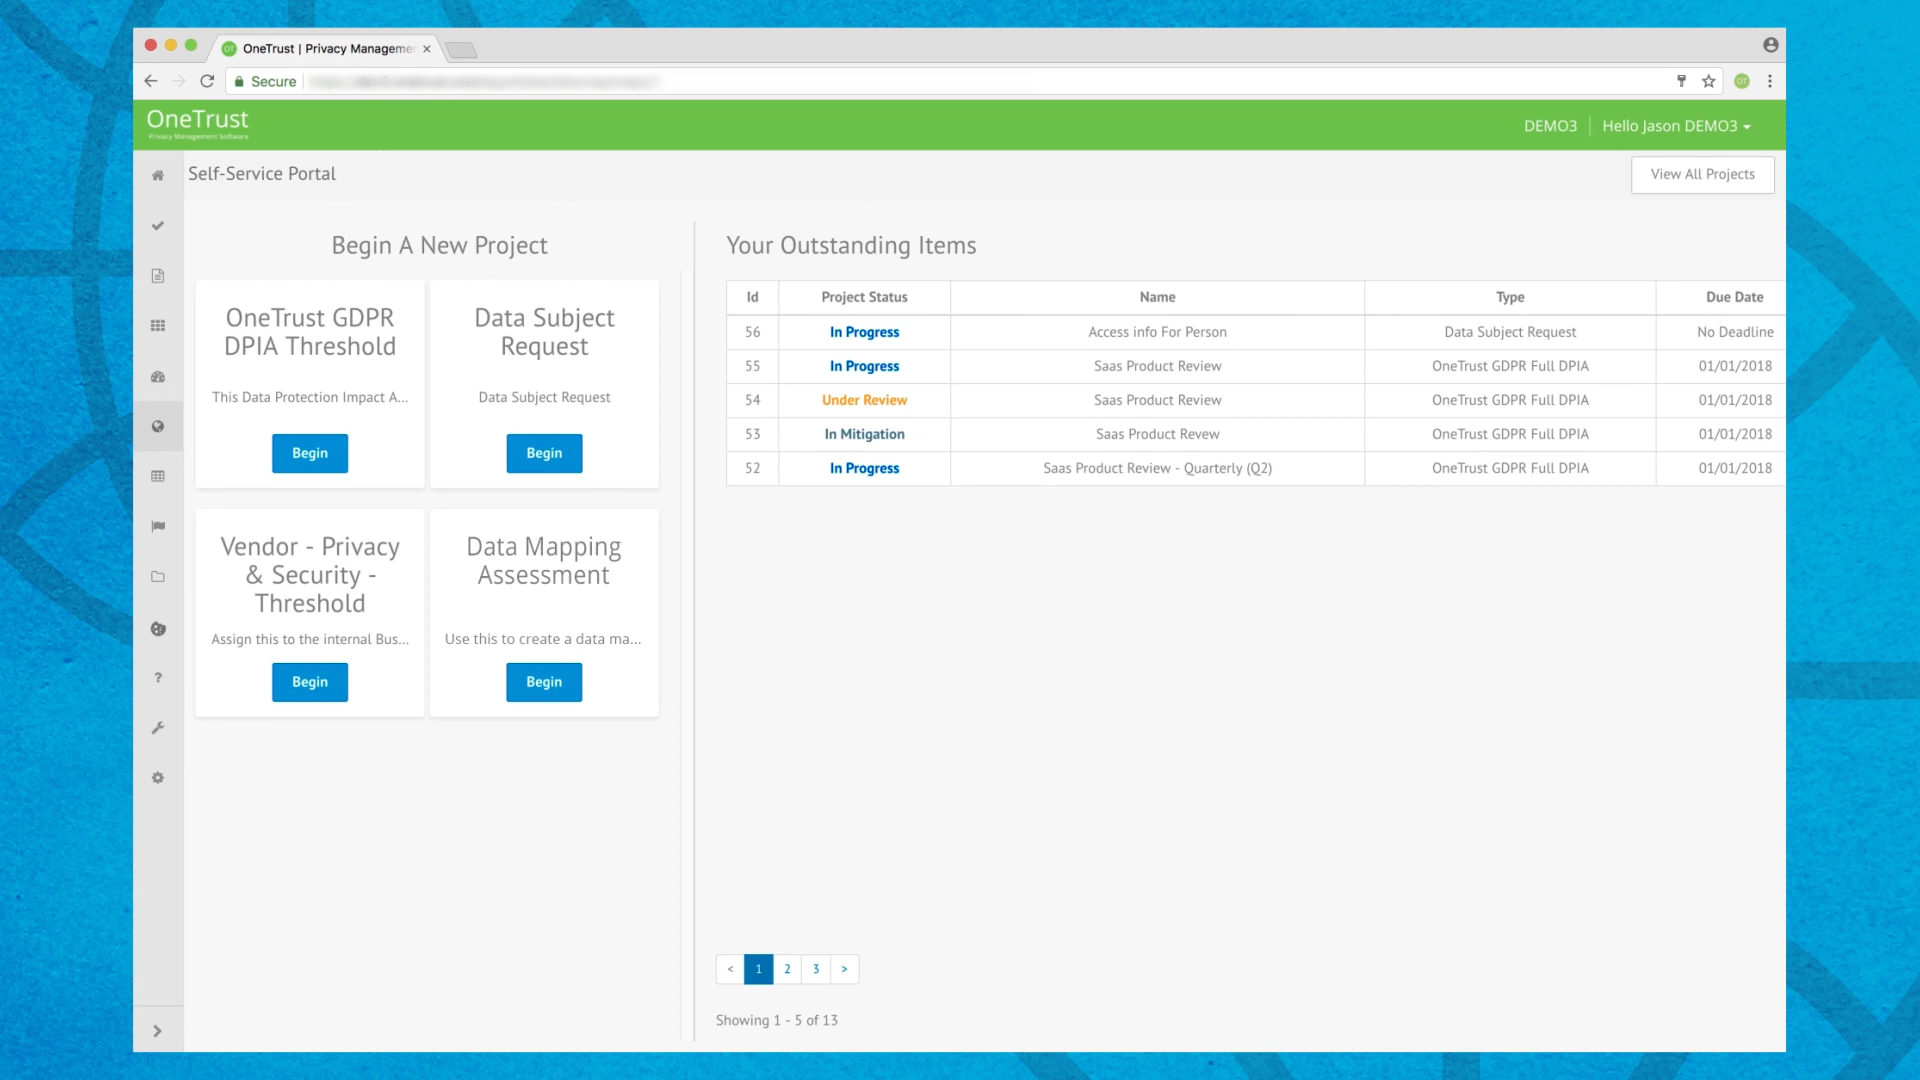 OneTrust | Privacy Manageme
Secure
OneTrust
Privacy Management Software
DEMO3
Hello Jason DEMO3
Self-Service Portal
View All Projects
Begin A New Project
OneTrust GDPR
DPIA Threshold
This Data Protection Impact A...
Begin
Data Subject
Request
Data Subject Request
Begin
Vendor - Privacy
& Security -
Threshold
Assign this to the internal Bus...
Begin
Data Mapping
Assessment
Use this to create a data ma...
Begin
Your Outstanding Items
Id Project Status Name Type Due Date
56 In Progress Access info For Person Data Subject Request No Deadline
55 In Progress Saas Product Review OneTrust GDPR Full DPIA 01/01/2018
54 Under Review Saas Product Review OneTrust GDPR Full DPIA 01/01/2018
53 In Mitigation Saas Product Revew OneTrust GDPR Full DPIA 01/01/2018
52 In Progress Saas Product Review - Quarterly (Q2) OneTrust GDPR Full DPIA 01/01/2018
< 1 2 3 >
Showing 1 - 5 of 13